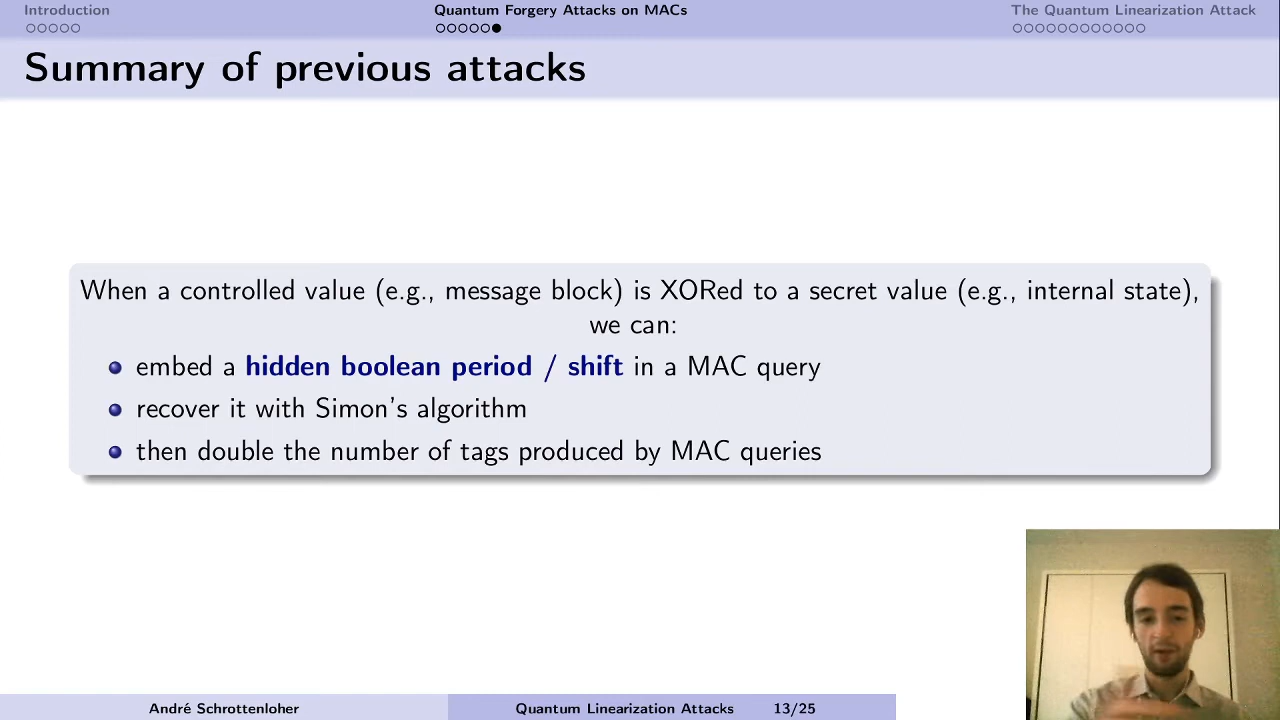 Introduction
Quantum Forgery Attacks on MACs
The Quantum Linearization Attack
Summary of previous attacks
When a controlled value (e.g., message block) is XORed to a secret value (e.g., internal state),
we can:
embed a hidden boolean period / shift in a MAC query
recover it with Simon's algorithm
then double the number of tags produced by MAC queries
André Schrottenloher
Quantum Linearization Attacks 13/25